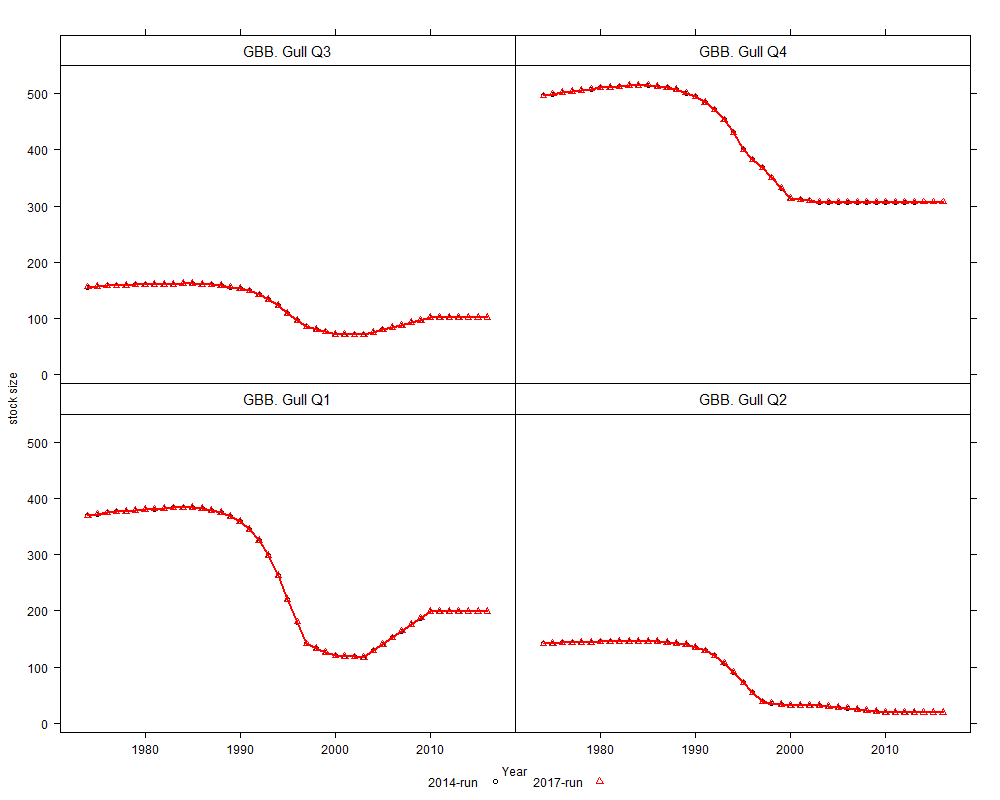 GBB. Gull Q3
GBB. Gull Q4
500
400
300
200
100
0
GBB. Gull Q1
GBB. Gull Q2
500
400
300
200
100
0
stock size
1980 1990 2000 2010 1980 1990 2000 2010
Year
2014-run 2017-run